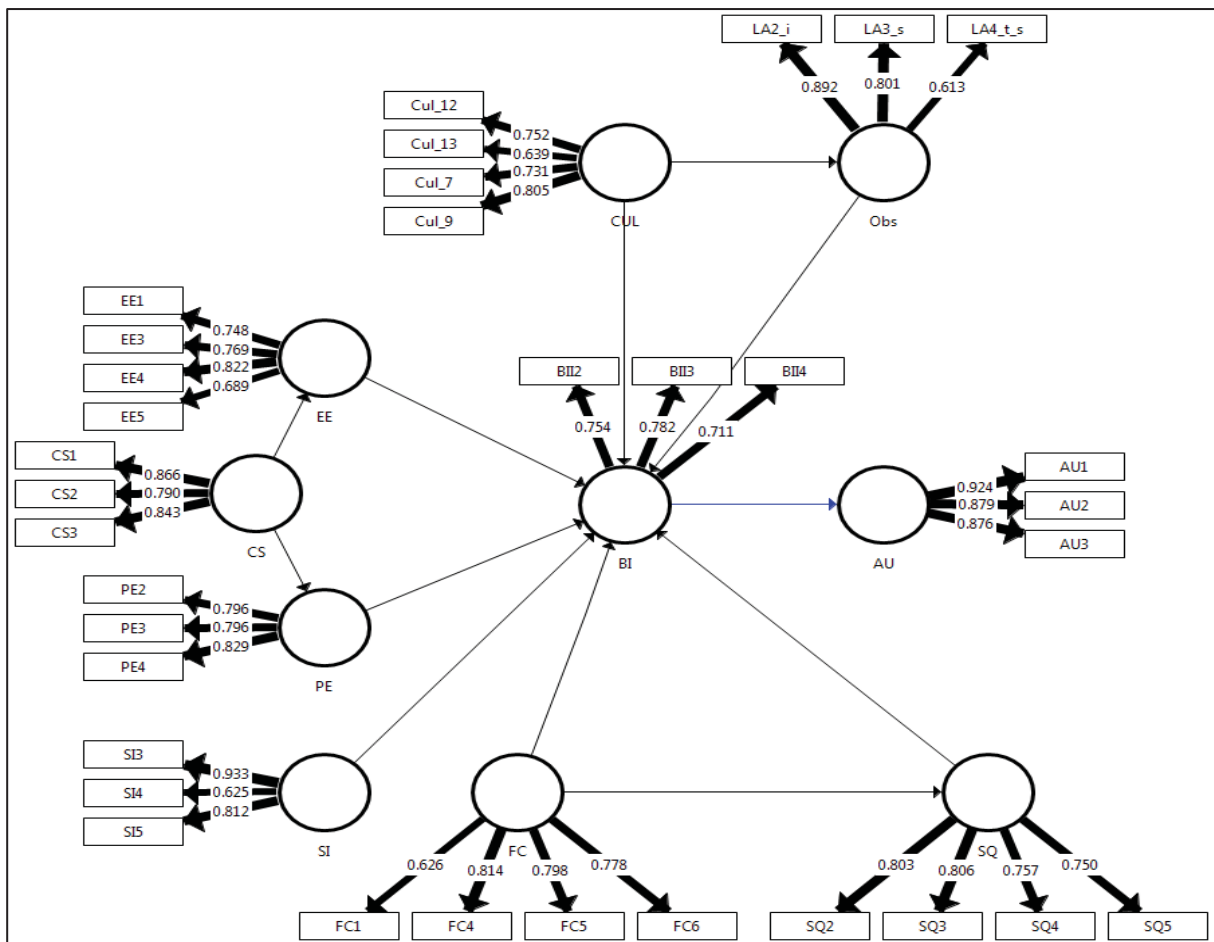 LA2_i
LA3_s
LA4_t_s
0.892
0.801
0.613
Cul_12
Cul_13
Cul_7
Cul_9
0.752
0.639
0.731
0.805
CUL
Obs
EE1
EE3
EE4
EE5
0.748
0.769
0.822
0.689
EE
BII2
BII3
BII4
0.754
0.782
0.711
CS1
CS2
CS3
0.866
0.790
0.843
CS
BI
AU
0.924
0.879
0.876
AU1
AU2
AU3
PE2
PE3
PE4
0.796
0.796
0.829
PE
SI3
SI4
SI5
0.933
0.625
0.812
SI
FC
SQ
0.626
0.814
0.798
0.778
0.803
0.806
0.757
0.750
FC1
FC4
FC5
FC6
SQ2
SQ3
SQ4
SQ5